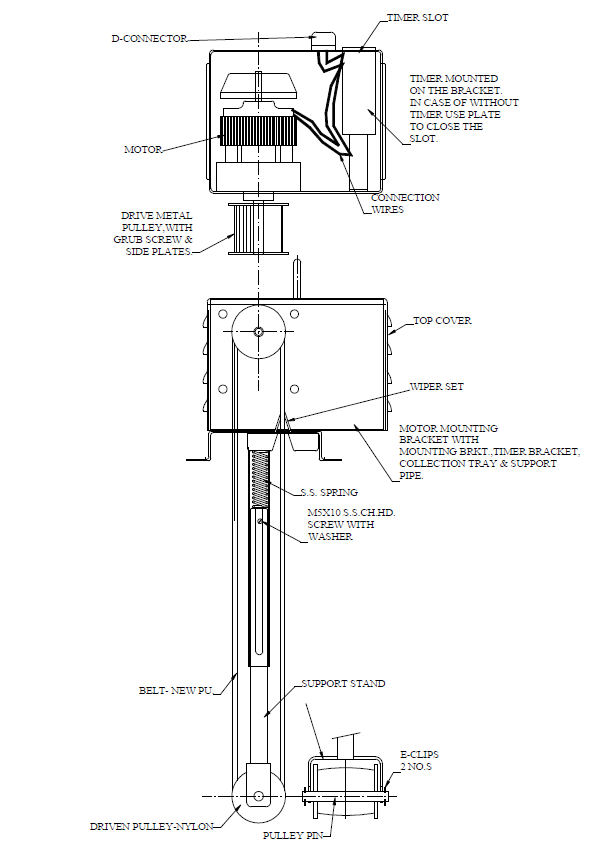 TIMER SLOT
D-CONNECTOR
TIMER MOUNTED
ON THE BRACKET.
IN CASE OF WITHOUT
TIMER USE PLATE
TO CLOSE THE
SLOT.
MOTOR
CONNECTION
WIRES
DRIVE METAL
PULLEY,WITH
GRUB SCREW &
SIDE PLATES.
TOP COVER
WIPER SET
MOTOR MOUNTING
BRACKET WITH
MOUNTING BRKT.,TIMER BRACKET,
COLLECTION TRAY & SUPPORT
PIPE.
S.S. SPRING
M5X10 S.S.CH.HD.
SCREW WITH
WASHER
SUPPORT STAND
BELT- NEW PU.
E-CLIPS
2 NO.S
DRIVEN PULLEY-NYLON
PULLEY PIN